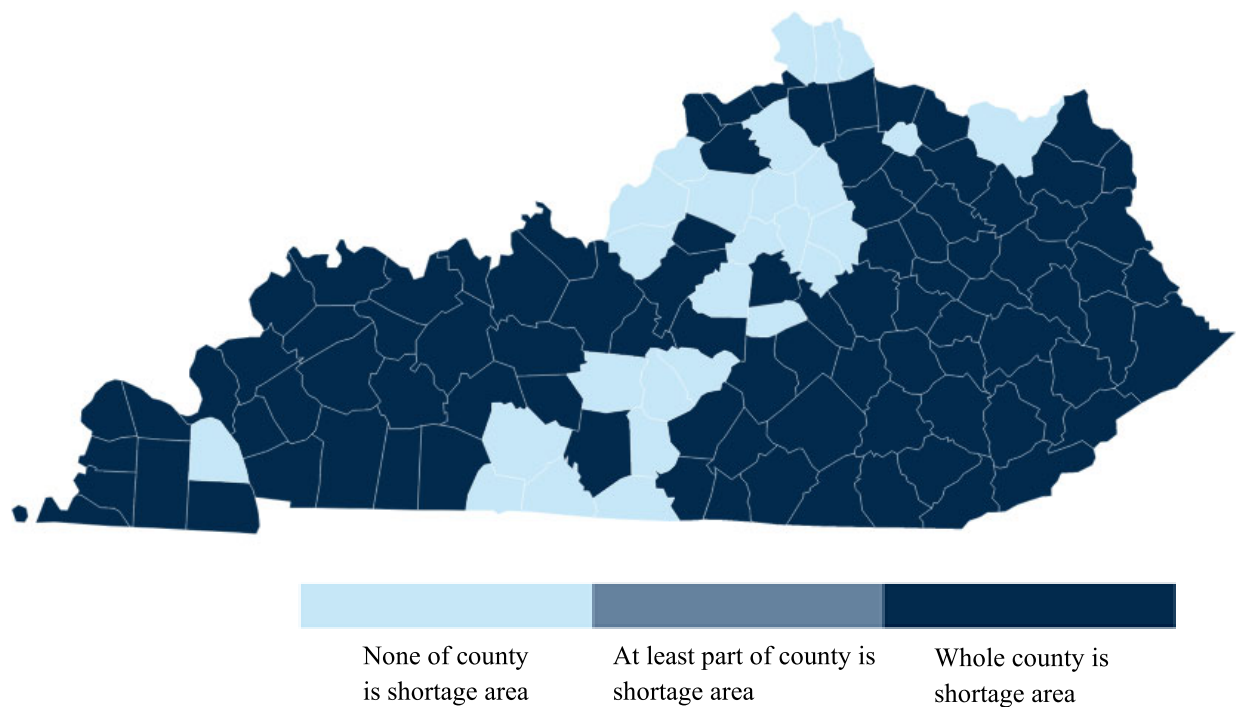 None of county
is shortage area
At least part of county is
shortage area
Whole county is
shortage area